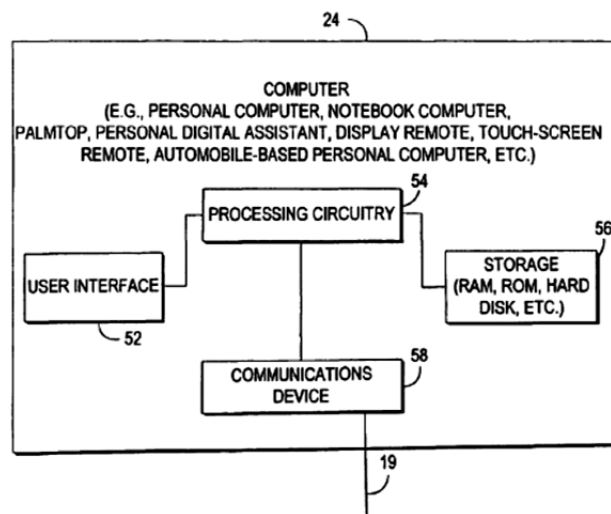 24
COMPUTER
(E.G., PERSONAL COMPUTER, NOTEBOOK COMPUTER,
PALMTOP, PERSONAL DIGITAL ASSISTANT, DISPLAY REMOTE, TOUCH-SCREEN
REMOTE, AUTOMOBILE-BASED PERSONAL COMPUTER, ETC.)
54
PROCESSING CIRCUITRY
56
USER INTERFACE
STORAGE
(RAM, ROM, HARD
DISK, ETC.)
52
58
COMMUNICATIONS
DEVICE
19